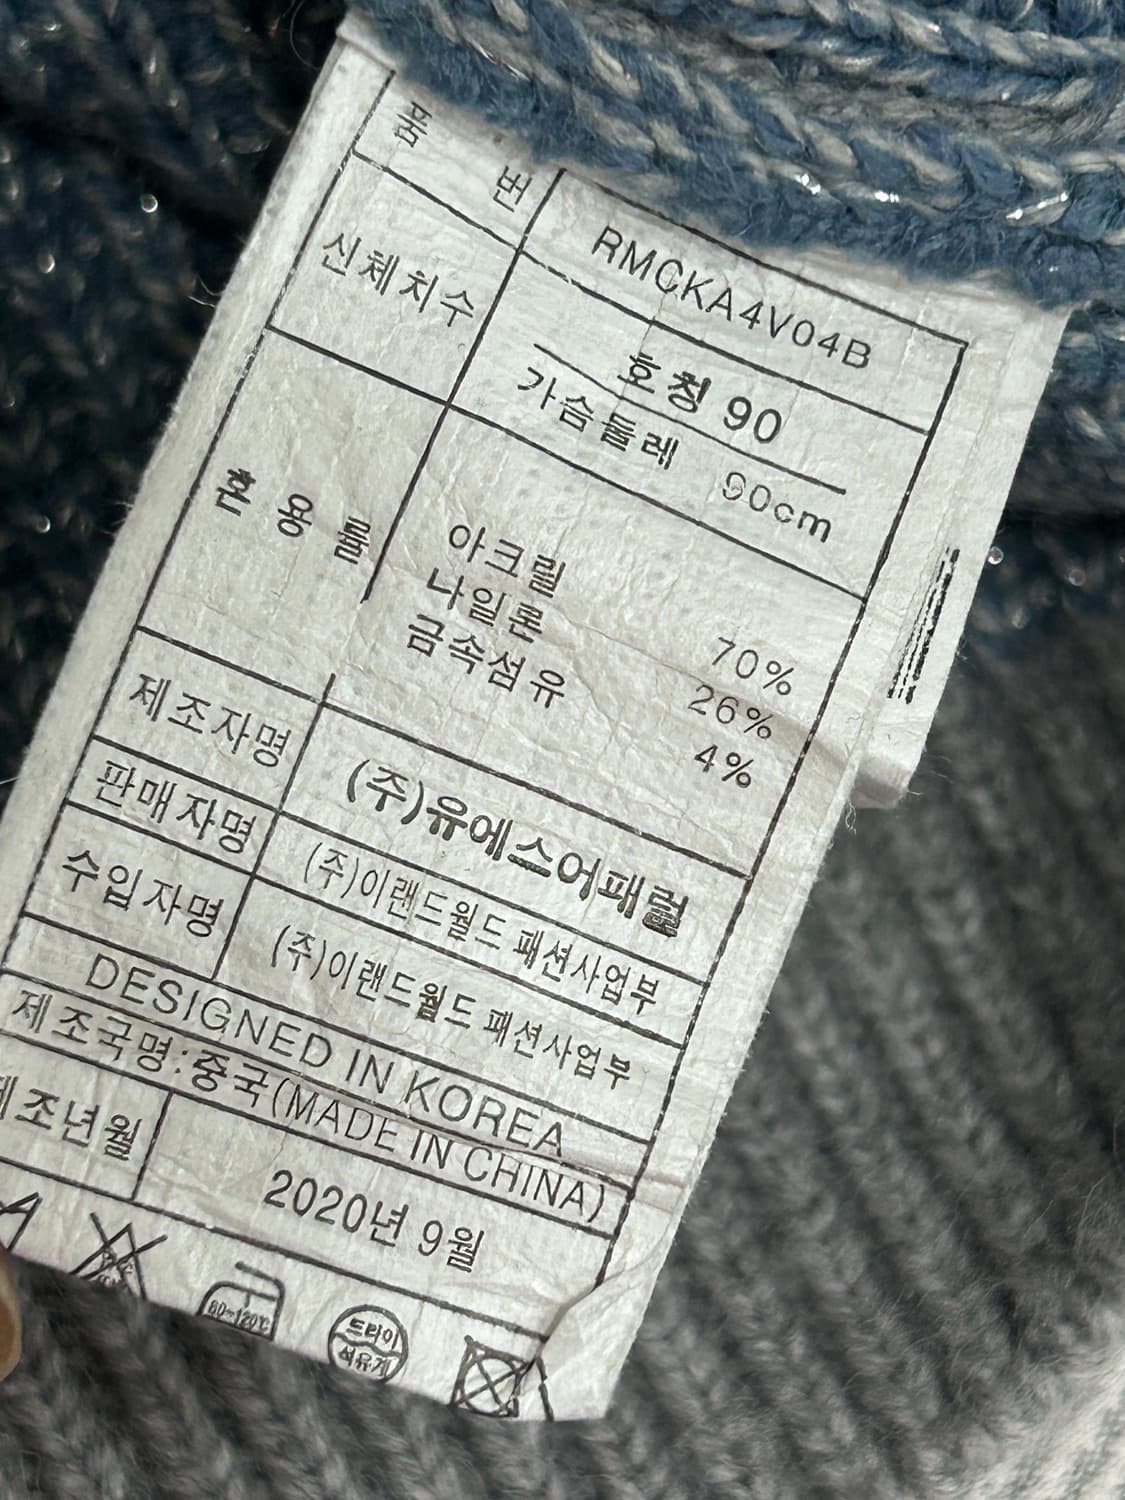 품번 RMCKA4V04B
신체치수 호칭 90
가슴둘레 90cm
혼용률
아크릴 70%
나일론 26%
금속섬유 4%
제조자명 (주)유에스어패럴
판매자명 (주)이랜드월드 패션사업부
수입자명 (주)이랜드월드 패션사업부
DESIGNED IN KOREA
제조국명:중국(MADE IN CHINA)
제조년월 2020년 9월
80~120℃
드라이
석유계